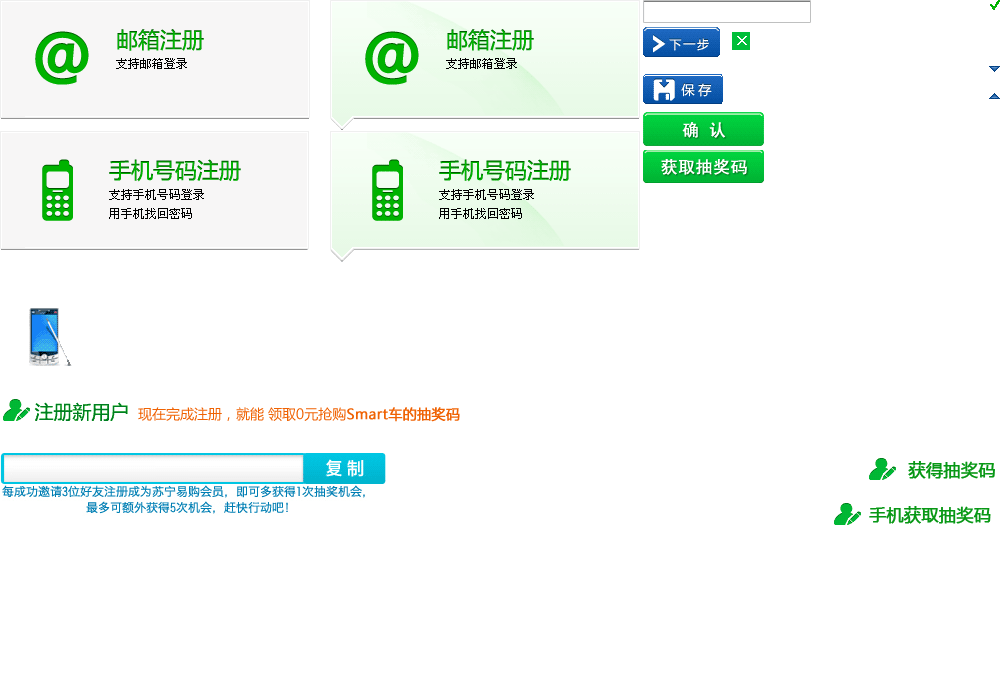 邮箱注册
支持邮箱登录
邮箱注册
支持邮箱登录
下一步
保存
确 认
获取抽奖码
手机号码注册
支持手机号码登录
用手机找回密码
手机号码注册
支持手机号码登录
用手机找回密码
注册新用户 现在完成注册，就能 领取0元抢购Smart车的抽奖码
复制
每成功邀请3位好友注册成为苏宁易购会员，即可多获得1次抽奖机会，
最多可额外获得5次机会，赶快行动吧！
获得抽奖码
手机获取抽奖码